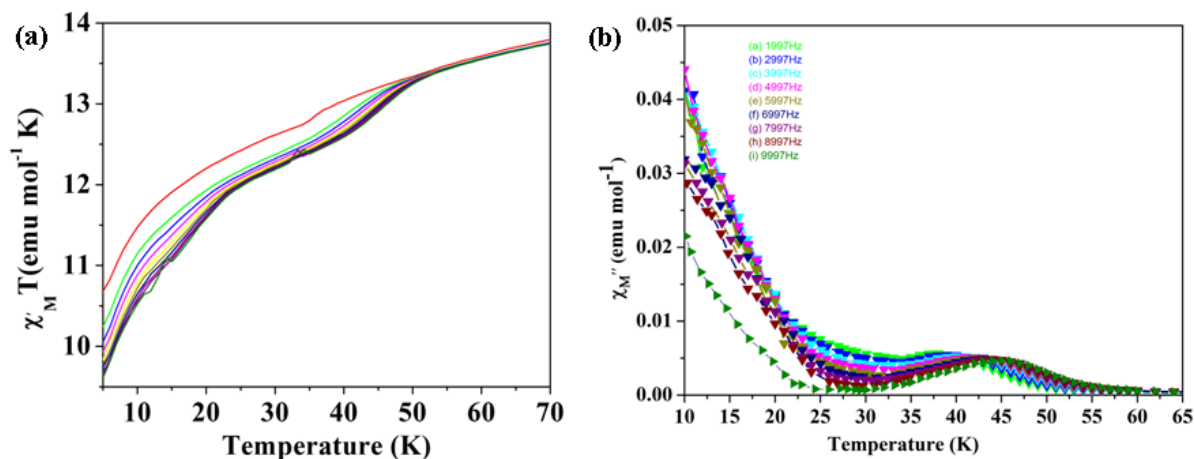 (a)
χ'M T(emu mol-1 K)
14
13
12
11
10
10 20 30 40 50 60 70
Temperature (K)
(b)
χM'' (emu mol-1)
0.05
0.04
0.03
0.02
0.01
0.00
(a) 1997Hz
(b) 2997Hz
(c) 3997Hz
(d) 4997Hz
(e) 5997Hz
(f) 6997Hz
(g) 7997Hz
(h) 8997Hz
(i) 9997Hz
10 15 20 25 30 35 40 45 50 55 60 65
Temperature (K)